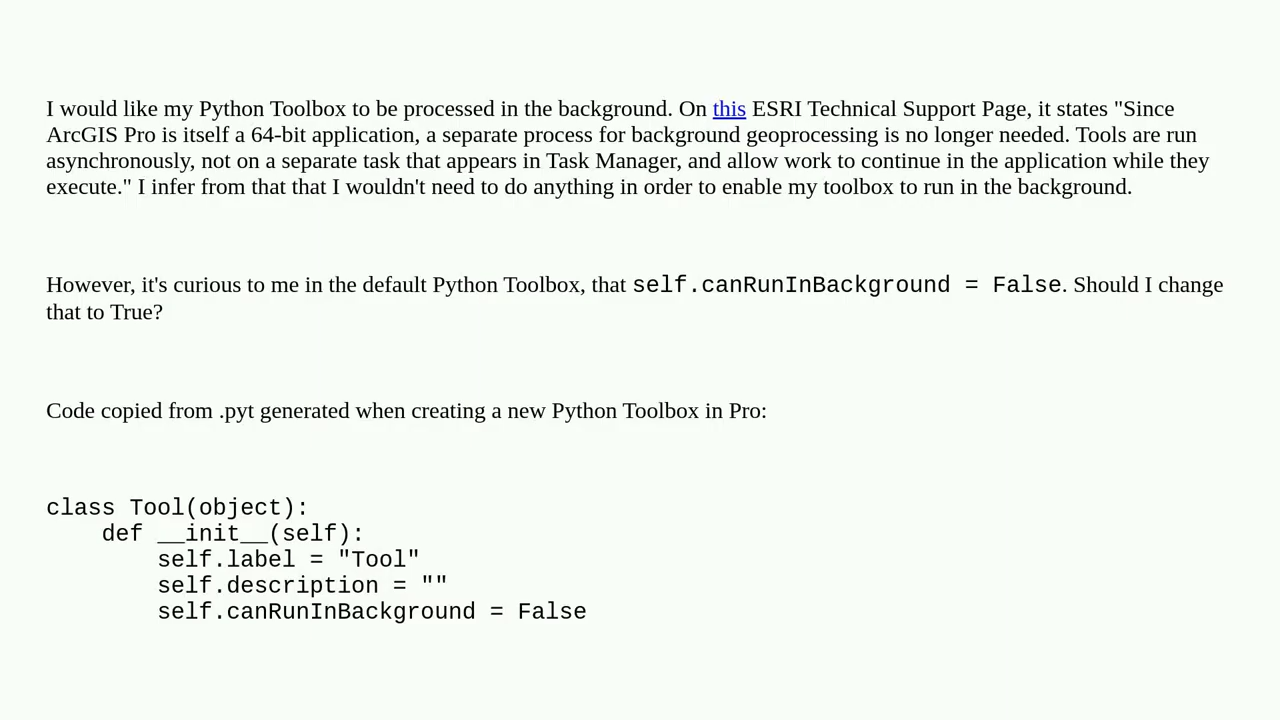 I would like my Python Toolbox to be processed in the background. On this ESRI Technical Support Page, it states "Since
ArcGIS Pro is itself a 64-bit application, a separate process for background geoprocessing is no longer needed. Tools are run
asynchronously, not on a separate task that appears in Task Manager, and allow work to continue in the application while they
execute." I infer from that that I wouldn't need to do anything in order to enable my toolbox to run in the background.
However, it's curious to me in the default Python Toolbox, that self.canRunInBackground = False. Should I change
that to True?
Code copied from .pyt generated when creating a new Python Toolbox in Pro:
class Tool(object):
    def __init__(self):
        self.label = "Tool"
        self.description = ""
        self.canRunInBackground = False